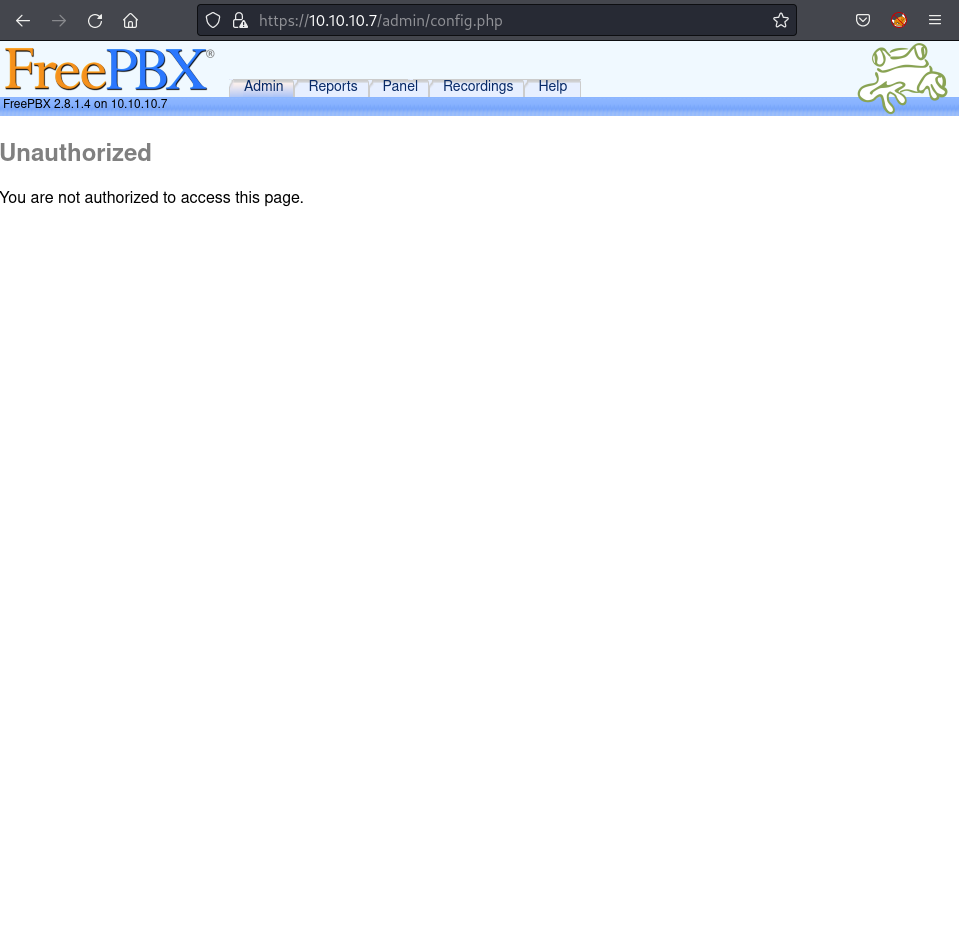 https://10.10.10.7/admin/config.php
FreePBX®
Admin Reports Panel Recordings Help
FreePBX 2.8.1.4 on 10.10.10.7
Unauthorized
You are not authorized to access this page.